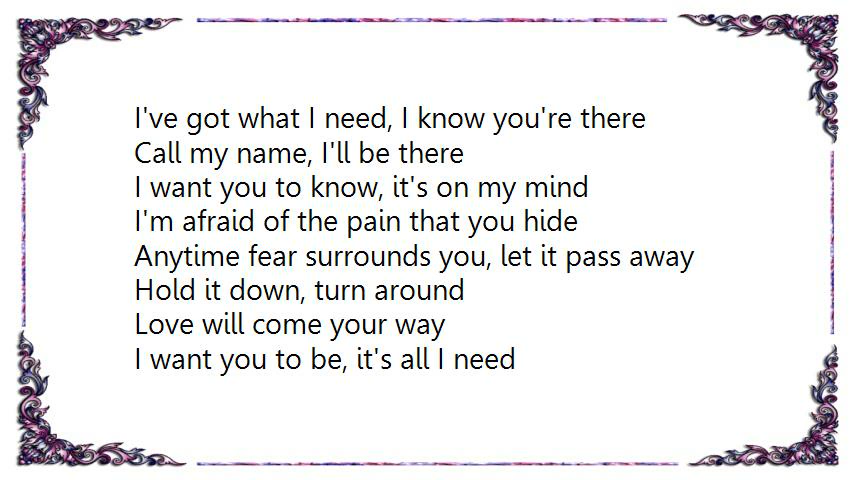 I've got what I need, I know you're there
Call my name, I'll be there
I want you to know, it's on my mind
I'm afraid of the pain that you hide
Anytime fear surrounds you, let it pass away
Hold it down, turn around
Love will come your way
I want you to be, it's all I need